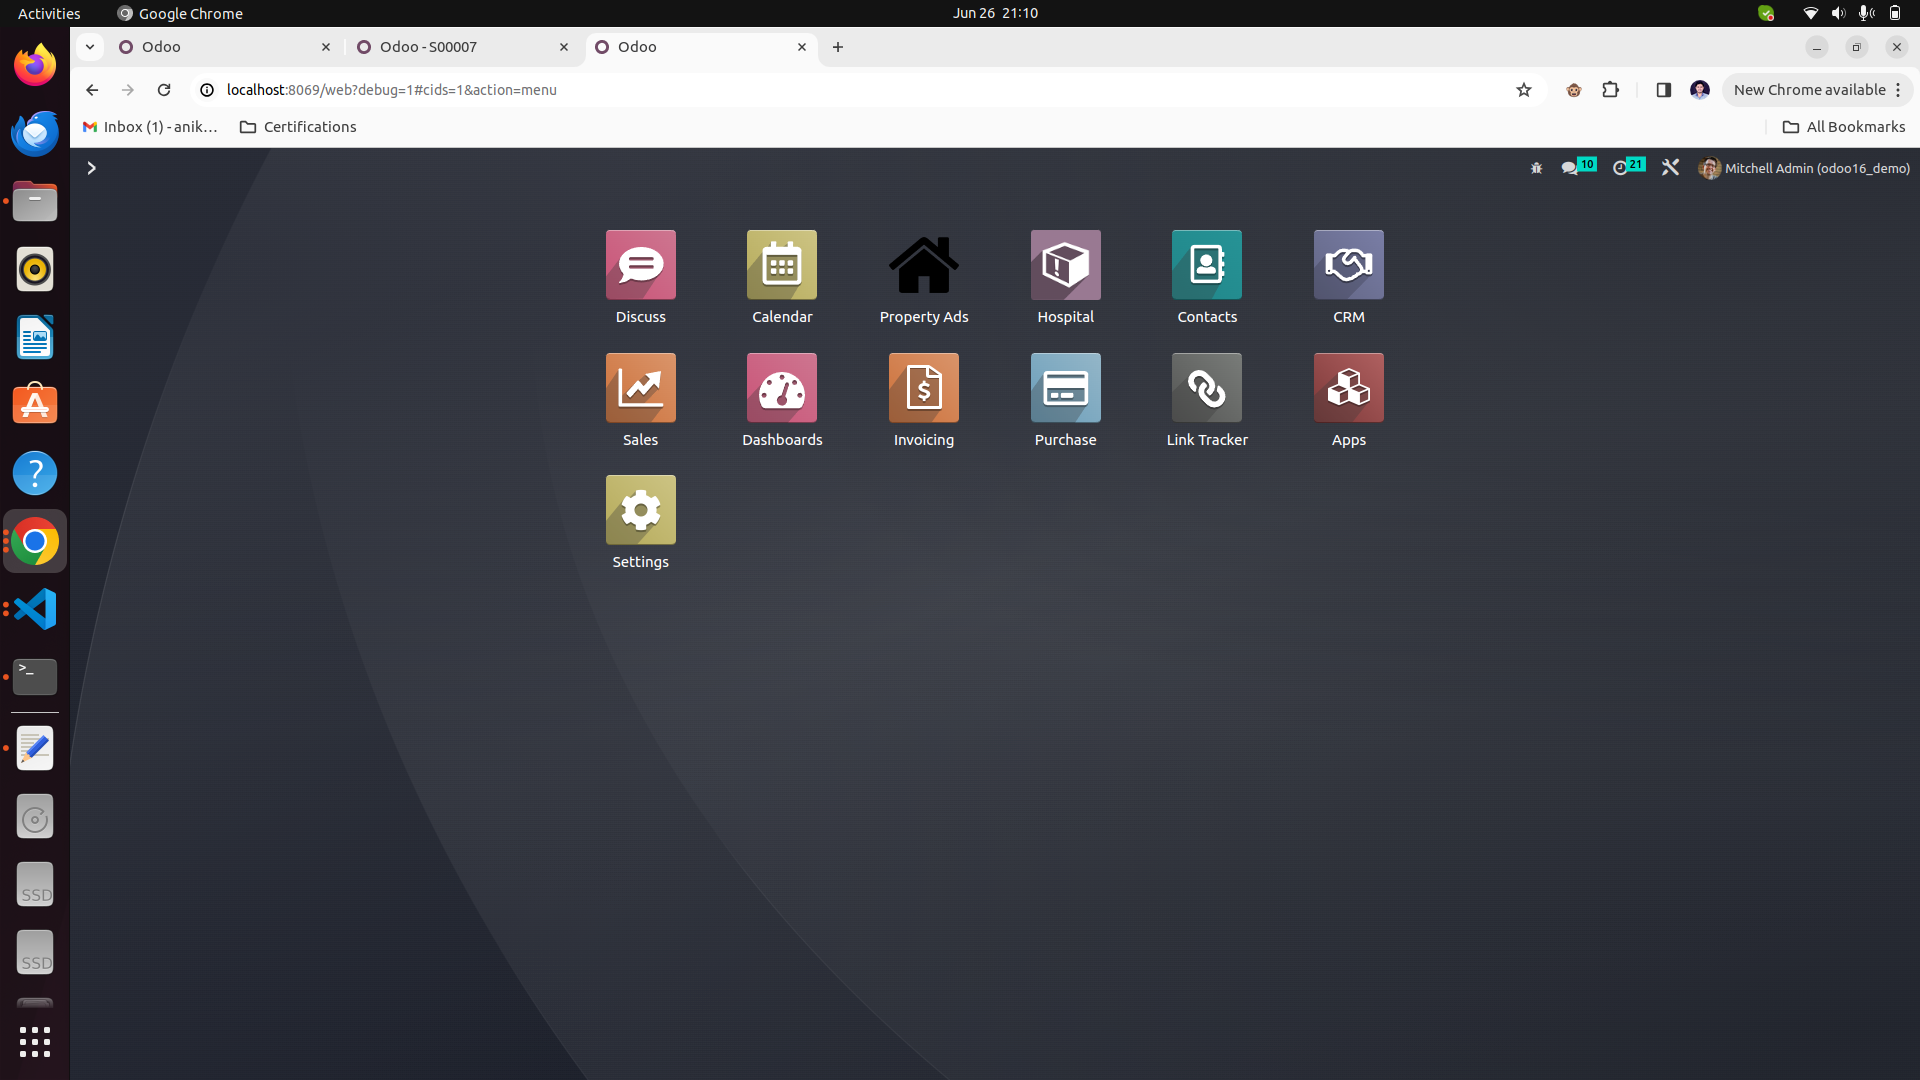 Activities Google Chrome Jun 26 21:10
Odoo Odoo - S00007 Odoo
localhost:8069/web?debug=1#cids=1&action=menu New Chrome available
Inbox (1) - anik… Certifications All Bookmarks
10 21 Mitchell Admin (odoo16_demo)
Discuss Calendar Property Ads Hospital Contacts CRM
Sales Dashboards Invoicing Purchase Link Tracker Apps
Settings
SSD
SSD